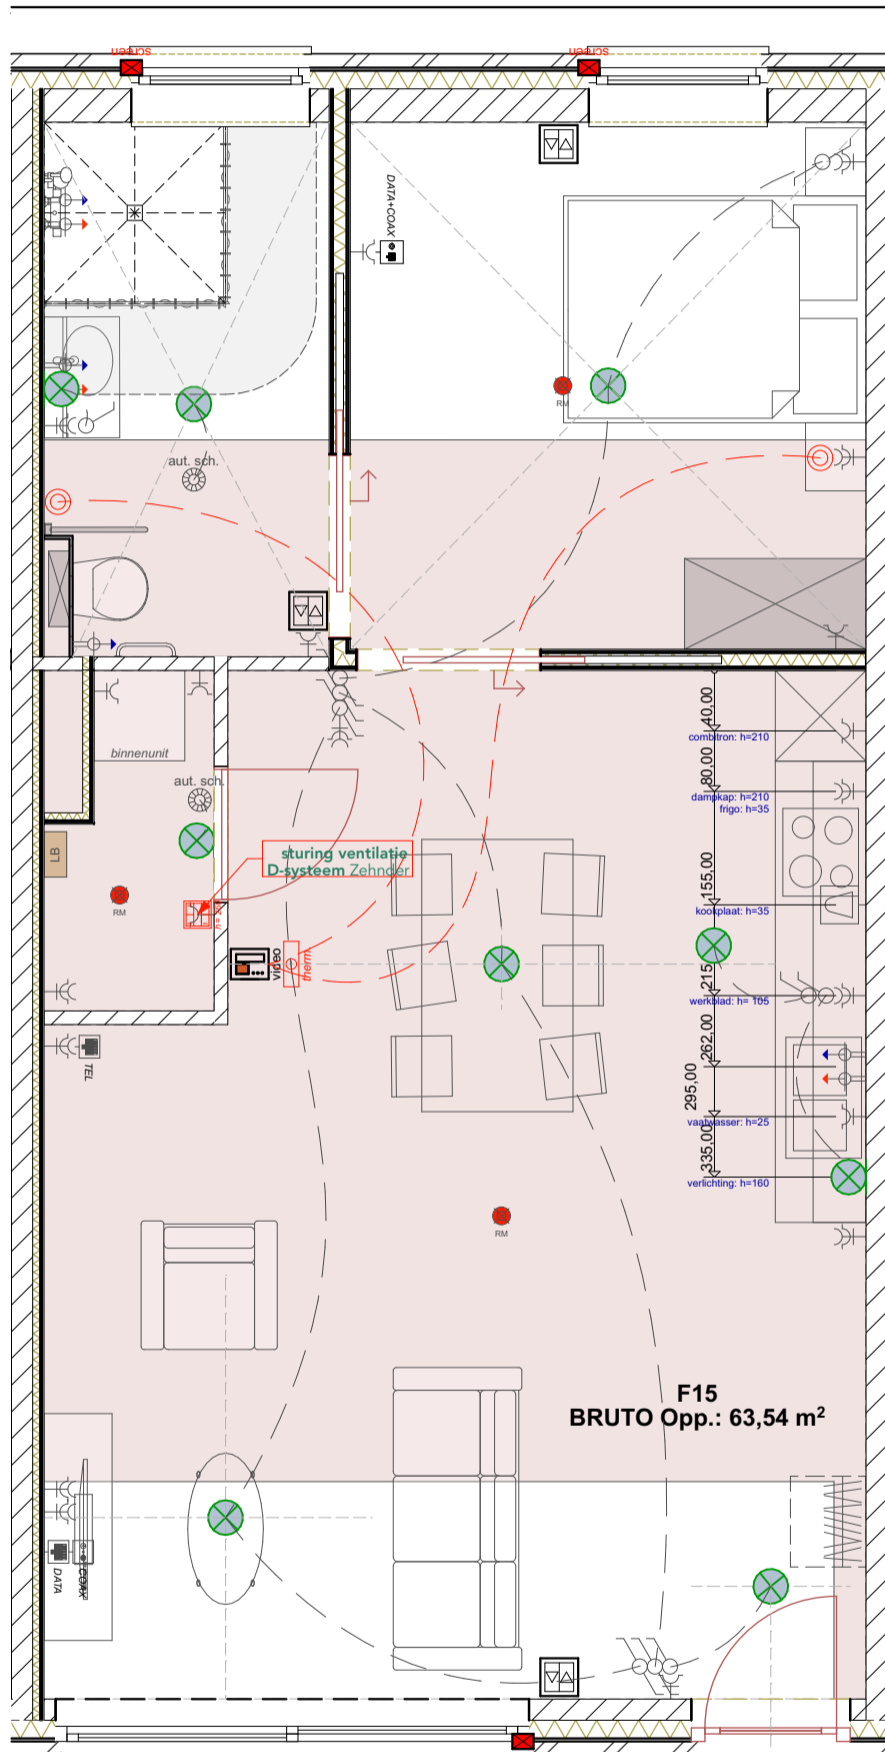 screen
screen
DATA+COAX
RM
aut. sch.
40,00
combitron: h=210
80,00
dampkap: h=210
frigo: h=35
binnenunit
aut. sch.
LB
sturing ventilatie
D-systeem Zehnder
155,00
kookplaat: h=35
RM
video
therm.
215
werkblad: h= 105
262,00
TEL
295,00
vaatwasser: h=25
335,00
verlichting: h=160
RM
F15
BRUTO Opp.: 63,54 m²
DATA
COAX